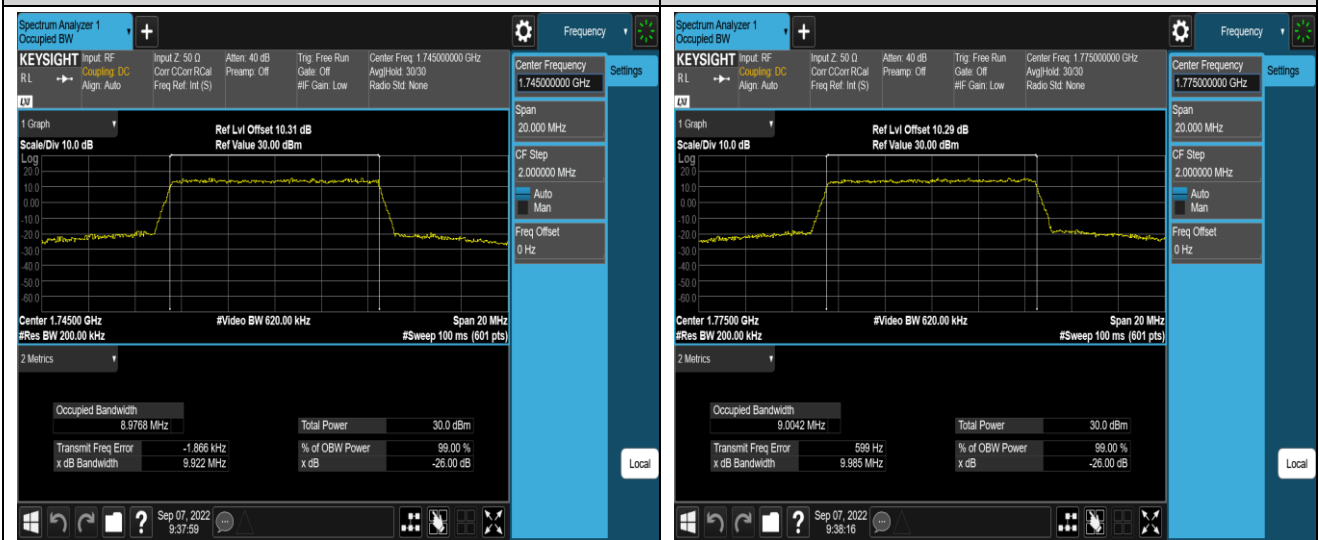 Spectrum Analyzer 1
Occupied BW
Frequency
KEYSIGHT
R L
LXI
Input: RF
Coupling: DC
Align: Auto
Input Z: 50 Ω
Corr CCorr RCal
Freq Ref: Int (S)
Atten: 40 dB
Preamp: Off
Trig: Free Run
Gate: Off
#IF Gain: Low
Center Freq: 1.745000000 GHz
Avg|Hold: 30/30
Radio Std: None
Center Frequency
1.745000000 GHz
Settings
Span
20.000 MHz
CF Step
2.000000 MHz
Auto
Man
Freq Offset
0 Hz
Local
1 Graph
Scale/Div 10.0 dB
Ref Lvl Offset 10.31 dB
Ref Value 30.00 dBm
Log
20.0
10.0
0.00
-10.0
-20.0
-30.0
-40.0
-50.0
-60.0
Center 1.74500 GHz
#Video BW 620.00 kHz
Span 20 MHz
#Res BW 200.00 kHz
#Sweep 100 ms (601 pts)
2 Metrics
Occupied Bandwidth
8.9768 MHz
Total Power 30.0 dBm
Transmit Freq Error -1.866 kHz
% of OBW Power 99.00 %
x dB Bandwidth 9.922 MHz
x dB -26.00 dB
?
Sep 07, 2022
9:37:59
Spectrum Analyzer 1
Occupied BW
Frequency
KEYSIGHT
R L
LXI
Input: RF
Coupling: DC
Align: Auto
Input Z: 50 Ω
Corr CCorr RCal
Freq Ref: Int (S)
Atten: 40 dB
Preamp: Off
Trig: Free Run
Gate: Off
#IF Gain: Low
Center Freq: 1.775000000 GHz
Avg|Hold: 30/30
Radio Std: None
Center Frequency
1.775000000 GHz
Settings
Span
20.000 MHz
CF Step
2.000000 MHz
Auto
Man
Freq Offset
0 Hz
Local
1 Graph
Scale/Div 10.0 dB
Ref Lvl Offset 10.29 dB
Ref Value 30.00 dBm
Log
20.0
10.0
0.00
-10.0
-20.0
-30.0
-40.0
-50.0
-60.0
Center 1.77500 GHz
#Video BW 620.00 kHz
Span 20 MHz
#Res BW 200.00 kHz
#Sweep 100 ms (601 pts)
2 Metrics
Occupied Bandwidth
9.0042 MHz
Total Power 30.0 dBm
Transmit Freq Error 599 Hz
% of OBW Power 99.00 %
x dB Bandwidth 9.985 MHz
x dB -26.00 dB
?
Sep 07, 2022
9:38:16